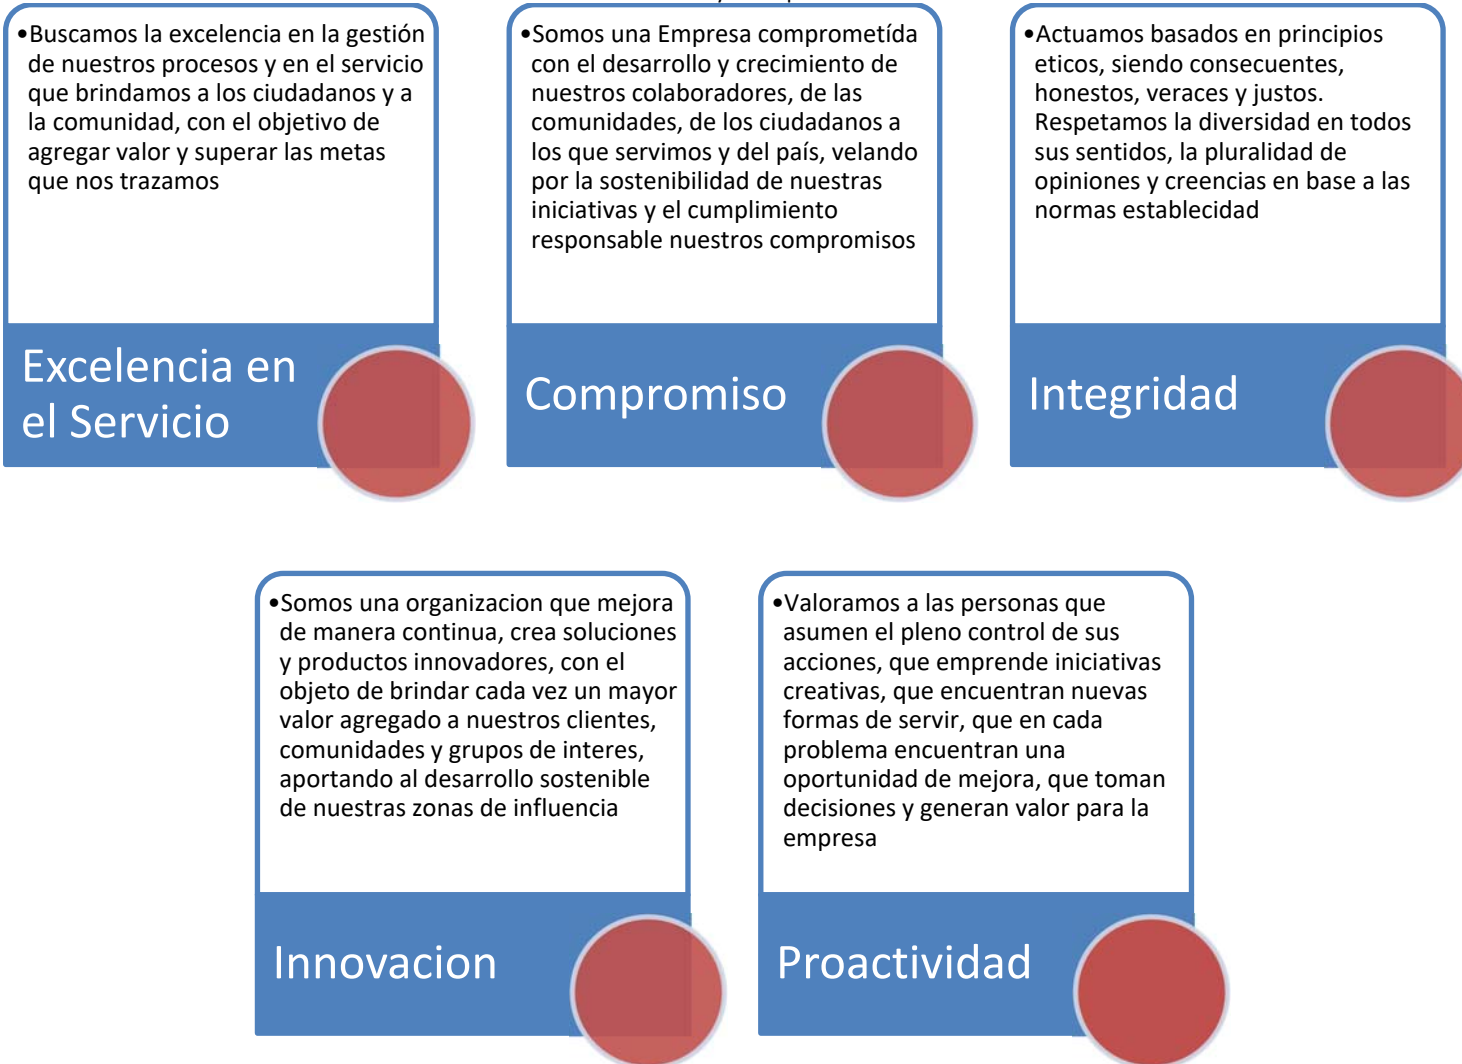 •Buscamos la excelencia en la gestión
de nuestros procesos y en el servicio
que brindamos a los ciudadanos y a
la comunidad, con el objetivo de
agregar valor y superar las metas
que nos trazamos
Excelencia en
el Servicio
•Somos una Empresa comprometída
con el desarrollo y crecimiento de
nuestros colaboradores, de las
comunidades, de los ciudadanos a
los que servimos y del país, velando
por la sostenibilidad de nuestras
iniciativas y el cumplimiento
responsable nuestros compromisos
Compromiso
•Actuamos basados en principios
eticos, siendo consecuentes,
honestos, veraces y justos.
Respetamos la diversidad en todos
sus sentidos, la pluralidad de
opiniones y creencias en base a las
normas establecidad
Integridad
•Somos una organizacion que mejora
de manera continua, crea soluciones
y productos innovadores, con el
objeto de brindar cada vez un mayor
valor agregado a nuestros clientes,
comunidades y grupos de interes,
aportando al desarrollo sostenible
de nuestras zonas de influencia
Innovacion
•Valoramos a las personas que
asumen el pleno control de sus
acciones, que emprende iniciativas
creativas, que encuentran nuevas
formas de servir, que en cada
problema encuentran una
oportunidad de mejora, que toman
decisiones y generan valor para la
empresa
Proactividad